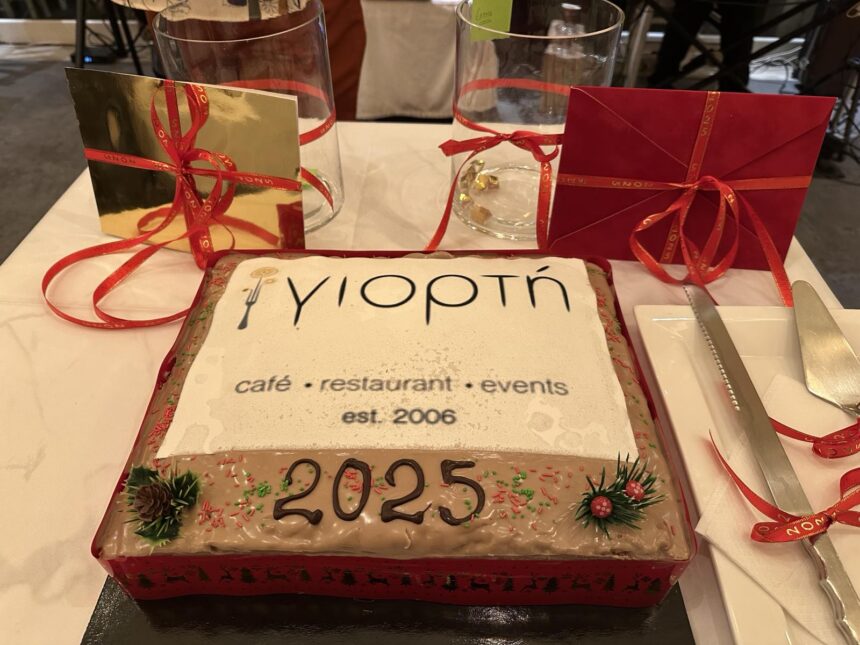 γιορτή
café • restaurant • events
est. 2006
2025